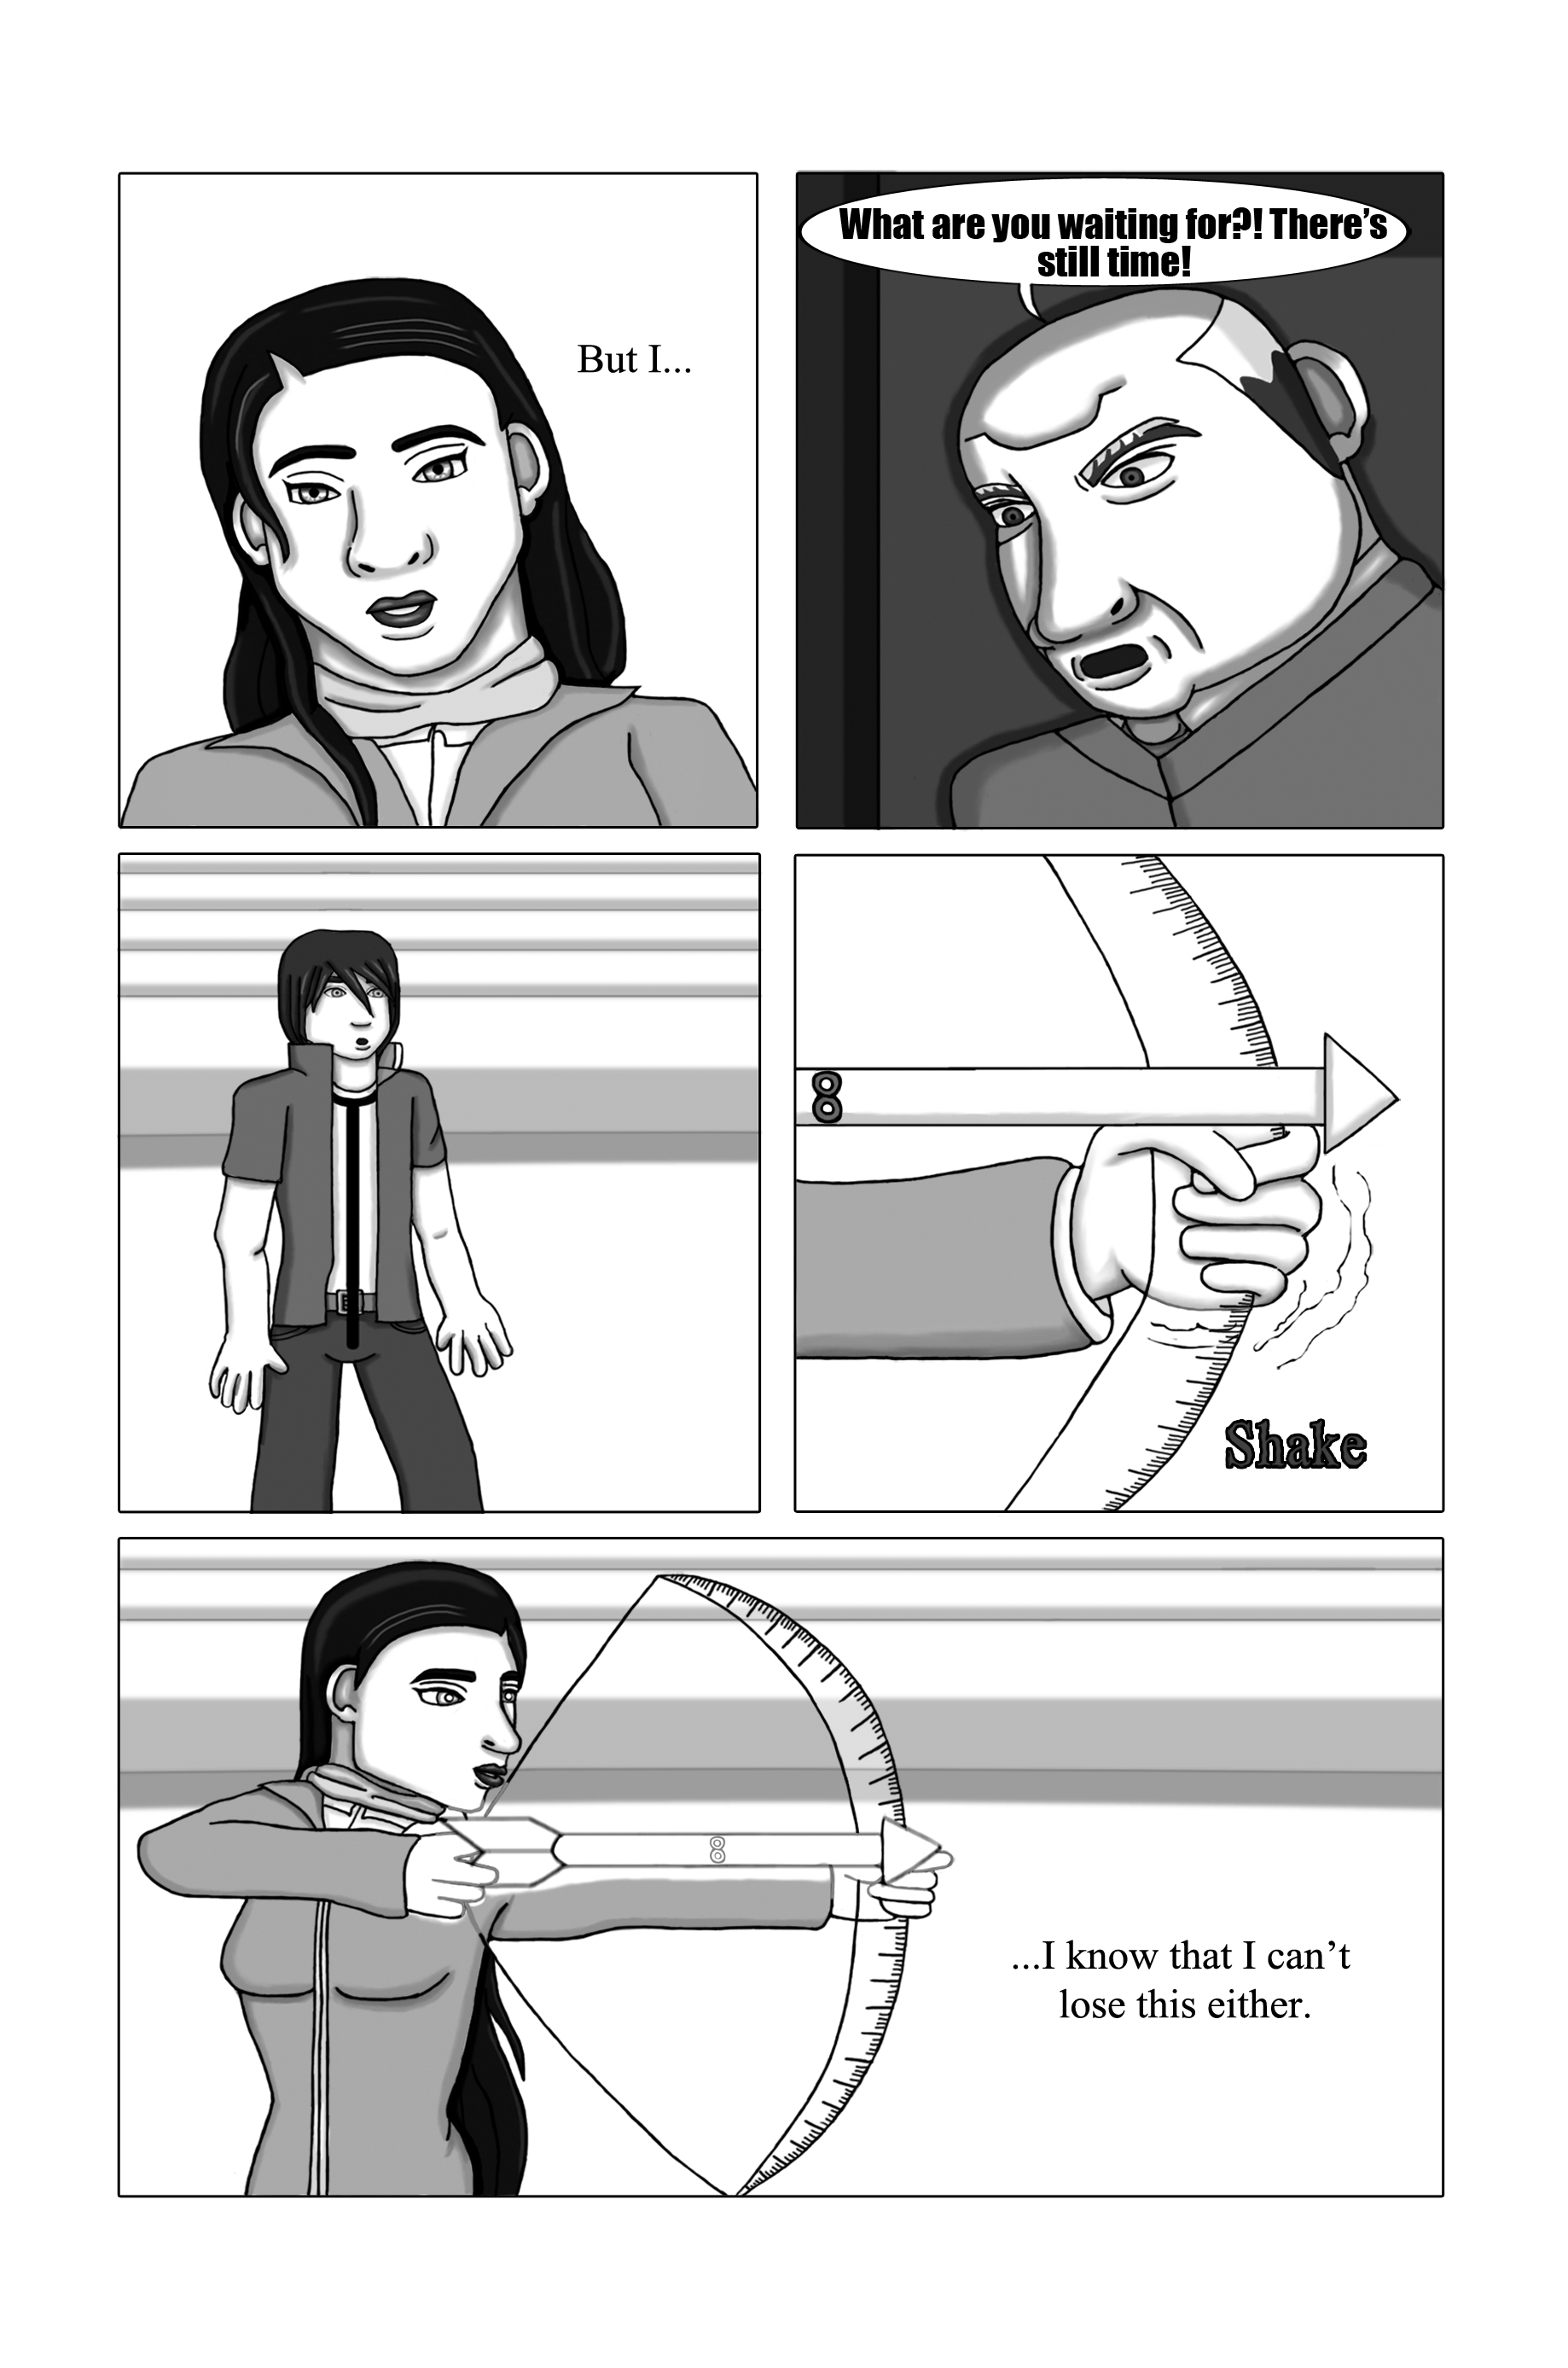 But I...
What are you waiting for?! There’s
still time!
8
Shake
8
...I know that I can’t
lose this either.